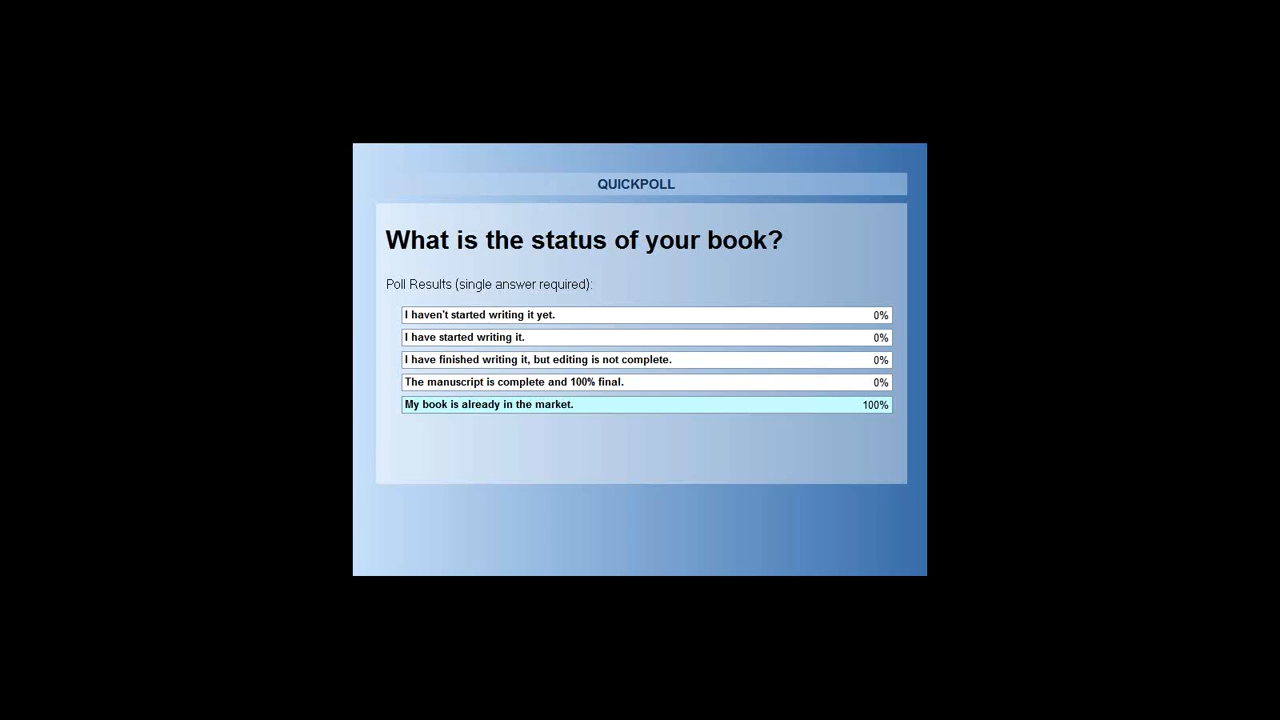 QUICKPOLL
What is the status of your book?
Poll Results (single answer required):
I haven't started writing it yet. 0%
I have started writing it. 0%
I have finished writing it, but editing is not complete. 0%
The manuscript is complete and 100% final. 0%
My book is already in the market. 100%